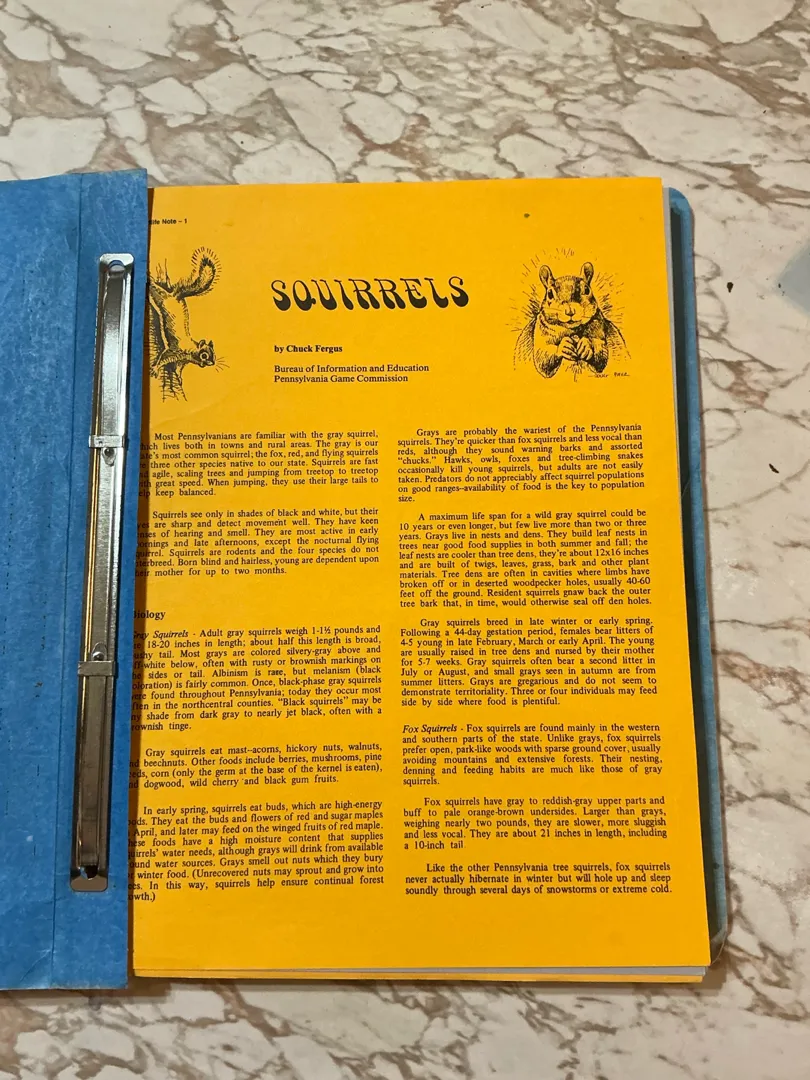 life Note - 1
SQUIRRELS
by Chuck Fergus
Bureau of Information and Education
Pennsylvania Game Commission
Most Pennsylvanians are familiar with the gray squirrel,
lives both in towns and rural areas. The gray is our
most common squirrel; the fox, red, and flying squirrels
three other species native to our state. Squirrels are fast
agile, scaling trees and jumping from treetop to treetop
great speed. When jumping, they use their large tails to
keep balanced.
Squirrels see only in shades of black and white, but their
are sharp and detect movement well. They have keen
of hearing and smell. They are most active in early
and late afternoons, except the nocturnal flying
Squirrels are rodents and the four species do not
Born blind and hairless, young are dependent upon
mother for up to two months.
Biology
Gray Squirrels - Adult gray squirrels weigh 1-1½ pounds and
18-20 inches in length; about half this length is broad,
tail. Most grays are colored silvery-gray above and
white below, often with rusty or brownish markings on
sides or tail. Albinism is rare, but melanism (black
is fairly common. Once, black-phase gray squirrels
found throughout Pennsylvania; today they occur most
in the northcentral counties. "Black squirrels" may be
shade from dark gray to nearly jet black, often with a
tinge.
Gray squirrels eat mast--acorns, hickory nuts, walnuts,
beechnuts. Other foods include berries, mushrooms, pine
corn (only the germ at the base of the kernel is eaten),
dogwood, wild cherry and black gum fruits.
In early spring, squirrels eat buds, which are high-energy
They eat the buds and flowers of red and sugar maples
April, and later may feed on the winged fruits of red maple.
foods have a high moisture content that supplies
water needs, although grays will drink from available
water sources. Grays smell out nuts which they bury
winter food. (Unrecovered nuts may sprout and grow into
In this way, squirrels help ensure continual forest
Grays are probably the wariest of the Pennsylvania
squirrels. They're quicker than fox squirrels and less vocal than
reds, although they sound warning barks and assorted
"chucks." Hawks, owls, foxes and tree-climbing snakes
occasionally kill young squirrels, but adults are not easily
taken. Predators do not appreciably affect squirrel populations
on good ranges--availability of food is the key to population
size.
A maximum life span for a wild gray squirrel could be
10 years or even longer, but few live more than two or three
years. Grays live in nests and dens. They build leaf nests in
trees near good food supplies in both summer and fall; the
leaf nests are cooler than tree dens, they're about 12x16 inches
and are built of twigs, leaves, grass, bark and other plant
materials. Tree dens are often in cavities where limbs have
broken off or in deserted woodpecker holes, usually 40-60
feet off the ground. Resident squirrels gnaw back the outer
tree bark that, in time, would otherwise seal off den holes.
Gray squirrels breed in late winter or early spring.
Following a 44-day gestation period, females bear litters of
4-5 young in late February, March or early April. The young
are usually raised in tree dens and nursed by their mother
for 5-7 weeks. Gray squirrels often bear a second litter in
July or August, and small grays seen in autumn are from
summer litters. Grays are gregarious and do not seem to
demonstrate territoriality. Three or four individuals may feed
side by side where food is plentiful.
Fox Squirrels - Fox squirrels are found mainly in the western
and southern parts of the state. Unlike grays, fox squirrels
prefer open, park-like woods with sparse ground cover, usually
avoiding mountains and extensive forests. Their nesting,
denning and feeding habits are much like those of gray
squirrels.
Fox squirrels have gray to reddish-gray upper parts and
buff to pale orange-brown undersides. Larger than grays,
weighing nearly two pounds, they are slower, more sluggish
and less vocal. They are about 21 inches in length, including
a 10-inch tail.
Like the other Pennsylvania tree squirrels, fox squirrels
never actually hibernate in winter but will hole up and sleep
soundly through several days of snowstorms or extreme cold.